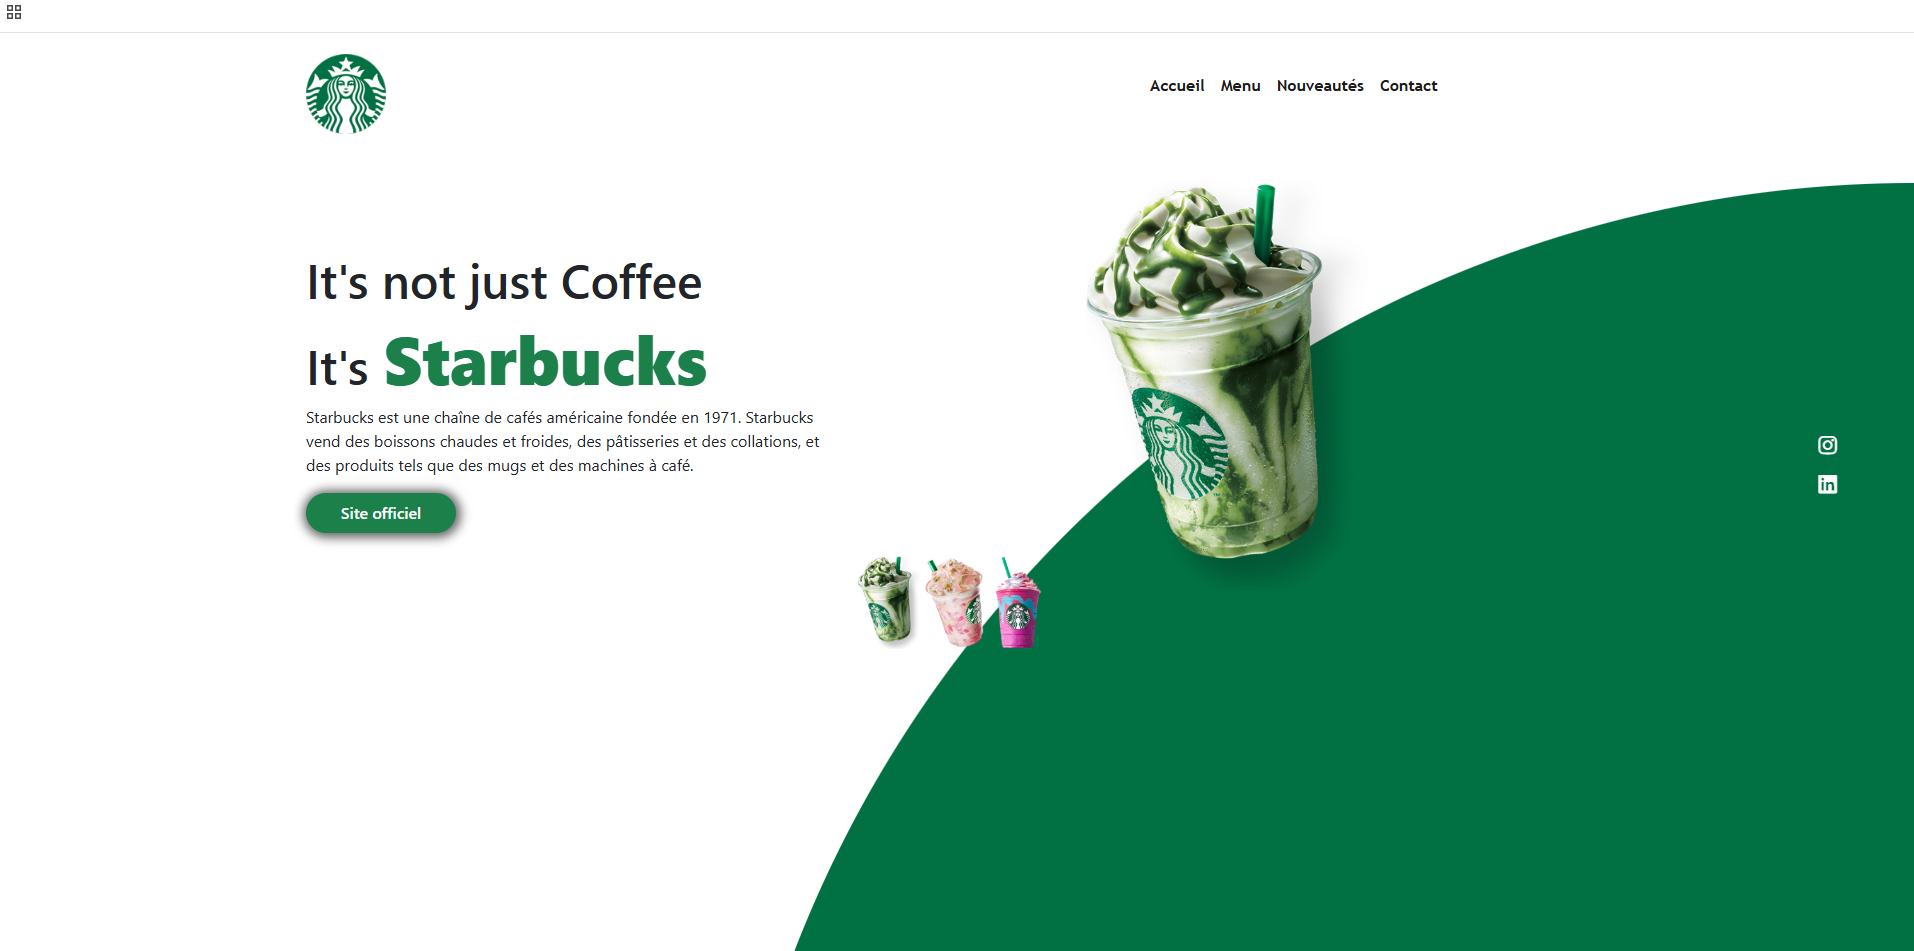 Accueil Menu Nouveautés Contact
It's not just Coffee
It's Starbucks
Starbucks est une chaîne de cafés américaine fondée en 1971. Starbucks
vend des boissons chaudes et froides, des pâtisseries et des collations, et
des produits tels que des mugs et des machines à café.
Site officiel
in